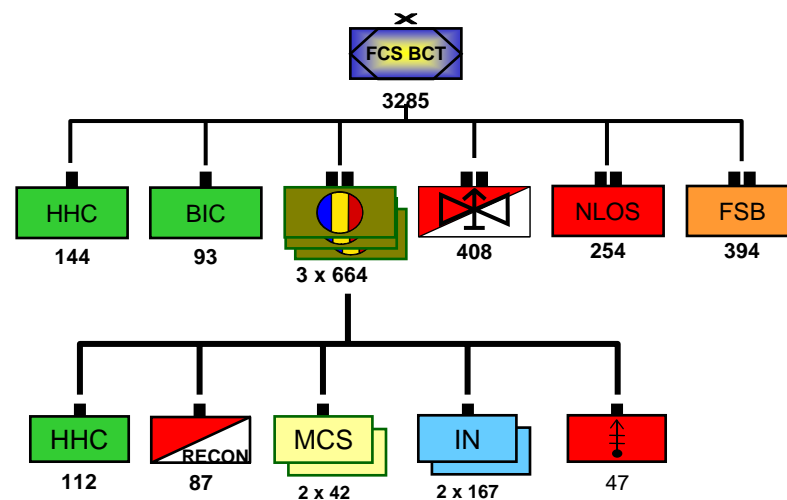 FCS BCT
3285
HHC
BIC
NLOS
FSB
144
93
3 x 664
408
254
394
HHC
RECON
MCS
IN
112
87
2 x 42
2 x 167
47